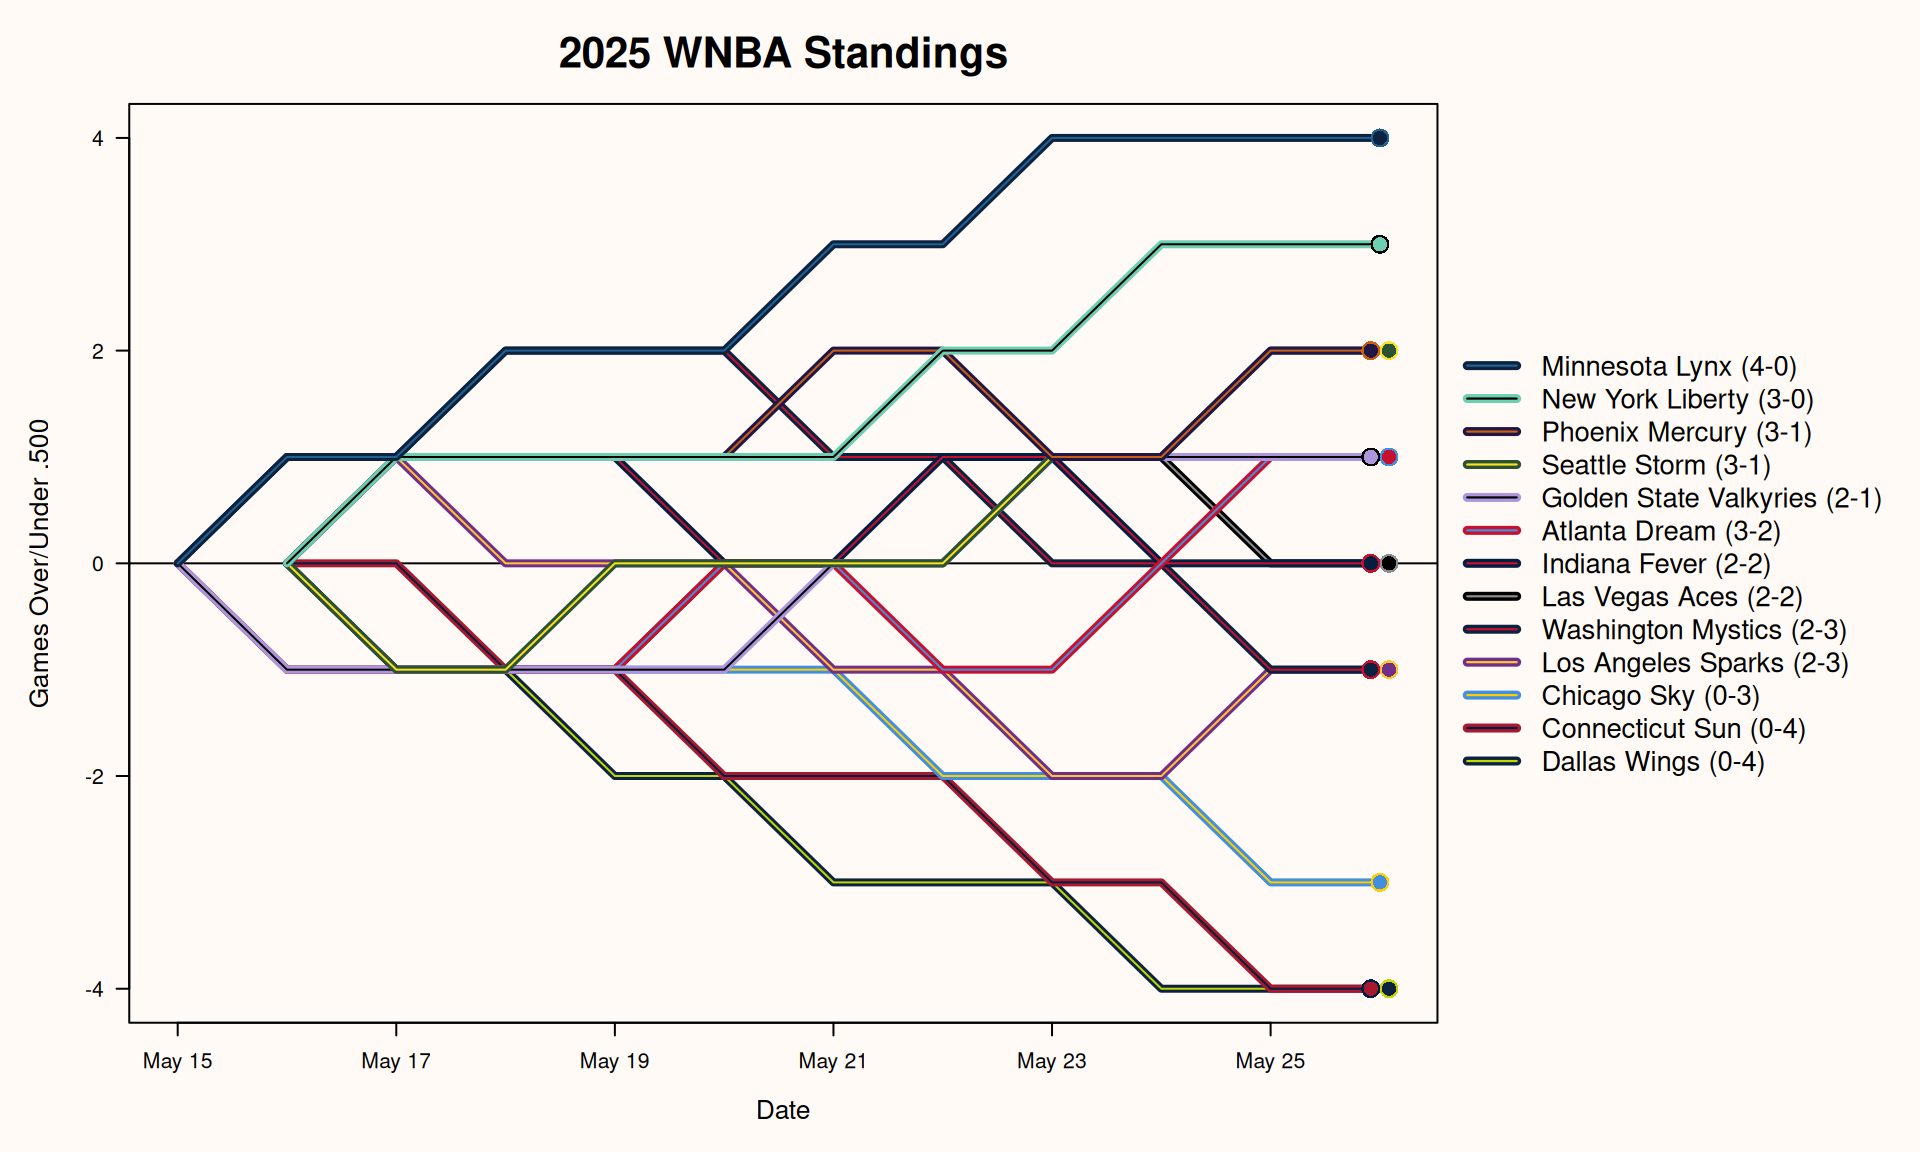 2025 WNBA Standings
Games Over/Under .500
4
2
0
-2
-4
May 15
May 17
May 19
May 21
May 23
May 25
Date
Minnesota Lynx (4-0)
New York Liberty (3-0)
Phoenix Mercury (3-1)
Seattle Storm (3-1)
Golden State Valkyries (2-1)
Atlanta Dream (3-2)
Indiana Fever (2-2)
Las Vegas Aces (2-2)
Washington Mystics (2-3)
Los Angeles Sparks (2-3)
Chicago Sky (0-3)
Connecticut Sun (0-4)
Dallas Wings (0-4)